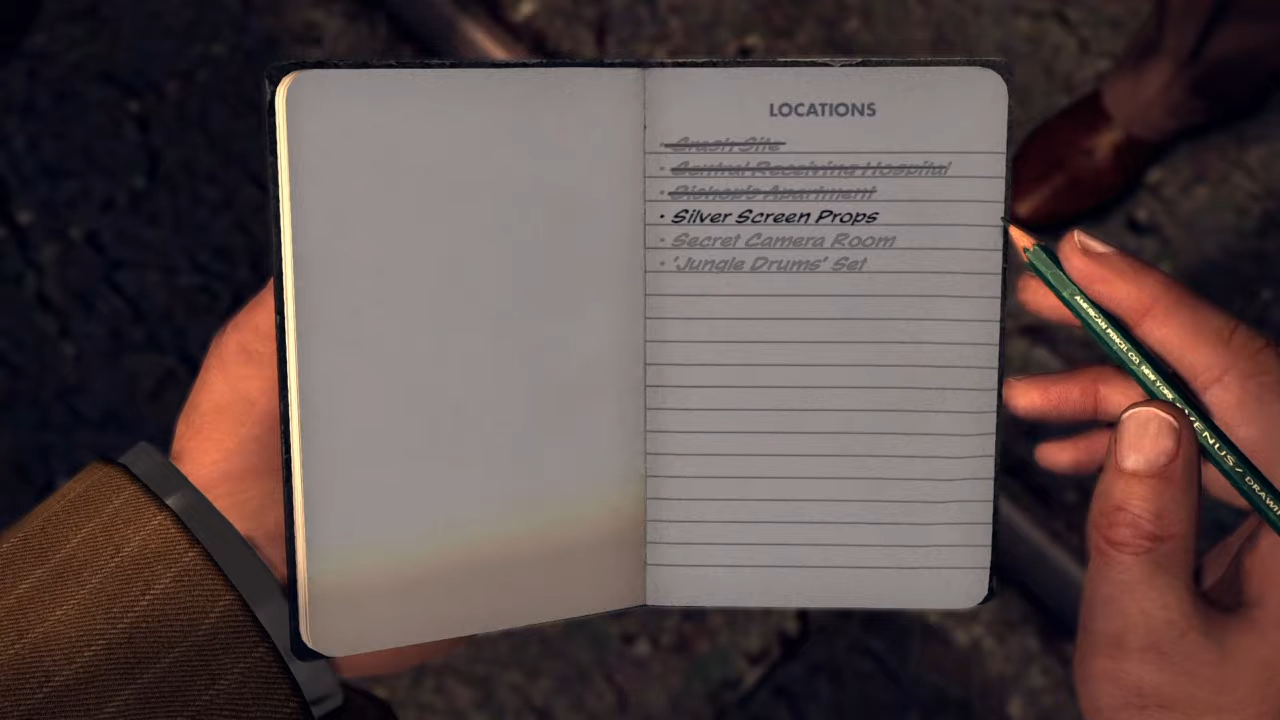 LOCATIONS
· Crash Site
· Central Receiving Hospital
· Bishop's Apartment
· Silver Screen Props
· Secret Camera Room
· 'Jungle Drums' Set
AMERICAN PENCIL CO. NEW YORK VENUS DRAWI